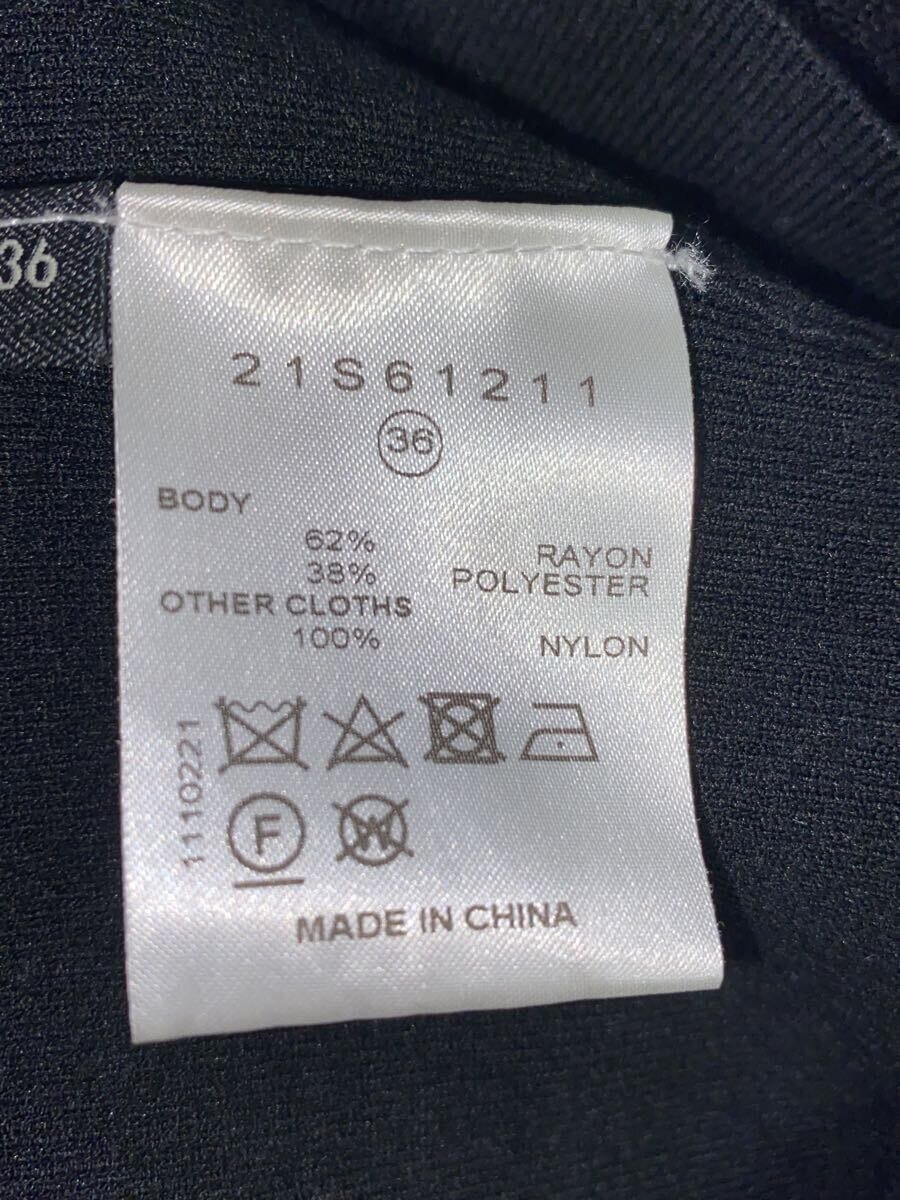 36
21S61211
36
BODY
62% RAYON
38% POLYESTER
OTHER CLOTHS
100% NYLON
1110221
F
W
MADE IN CHINA